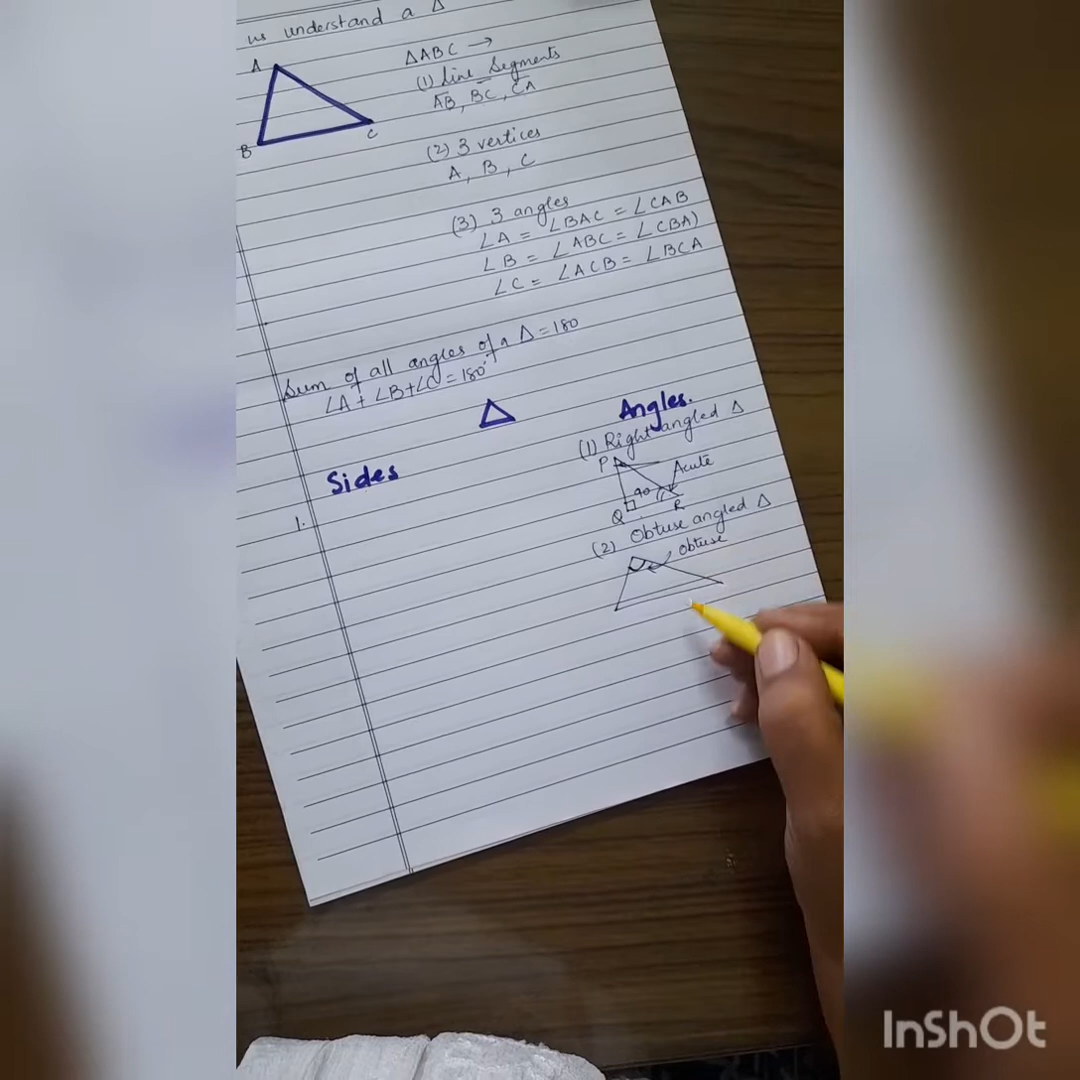 us understand a Δ
A
B
C
ΔABC →
(1) Line Segments
AB, BC, CA
(2) 3 vertices
A, B, C
(3) 3 angles
∠A = ∠BAC = ∠CAB
∠B = ∠ABC = ∠CBA)
∠C = ∠ACB = ∠BCA
Sum of all angles of a Δ = 180
∠A + ∠B + ∠C = 180°
Δ
Sides
1.
Angles.
(1) Right angled Δ
P
Acute
90
Q
R
(2) Obtuse angled Δ
obtuse
InShOt